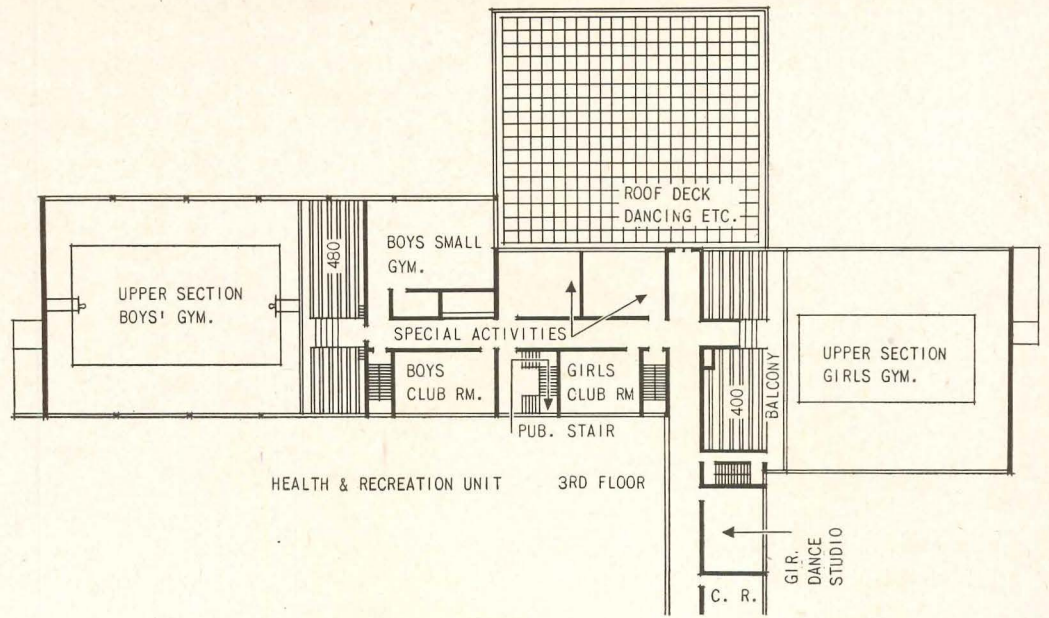 ROOF DECK
DANCING ETC.
480
BOYS SMALL
GYM.
UPPER SECTION
BOYS' GYM.
SPECIAL ACTIVITIES
UPPER SECTION
GIRLS GYM.
BOYS
CLUB RM.
GIRLS
CLUB RM
400
BALCONY
PUB. STAIR
HEALTH & RECREATION UNIT 3RD FLOOR
GIR.
DANCE
STUDIO
C. R.